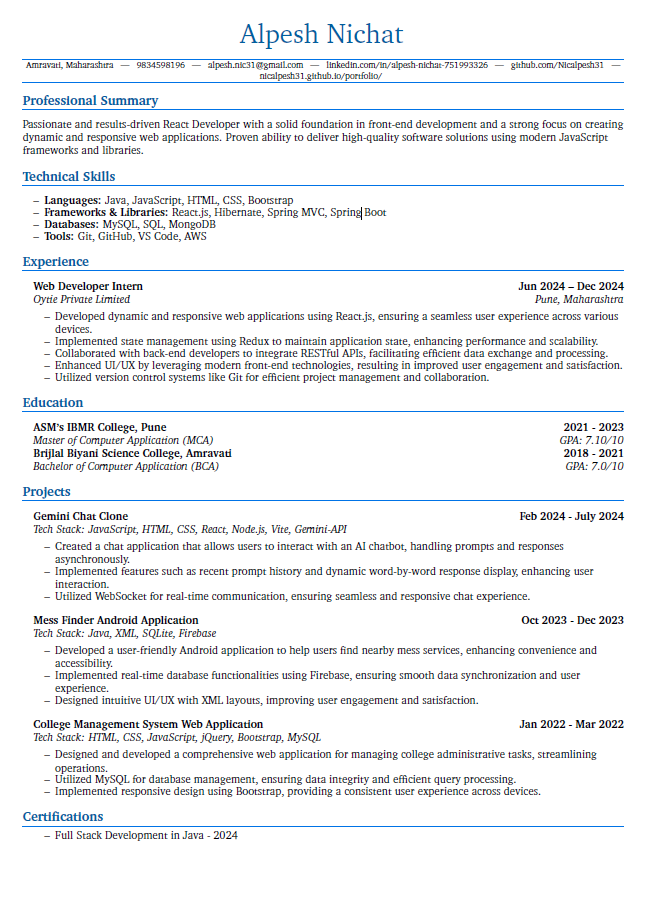 Alpesh Nichat
Amravati, Maharashtra — 9834598196 — alpesh.nic31@gmail.com — linkedin.com/in/alpesh-nichat-751993326 — github.com/Nicalpesh31 —
nicalpesh31.github.io/portfolio/
Professional Summary
Passionate and results-driven React Developer with a solid foundation in front-end development and a strong focus on creating
dynamic and responsive web applications. Proven ability to deliver high-quality software solutions using modern JavaScript
frameworks and libraries.
Technical Skills
– Languages: Java, JavaScript, HTML, CSS, Bootstrap
– Frameworks & Libraries: React.js, Hibernate, Spring MVC, Spring Boot
– Databases: MySQL, SQL, MongoDB
– Tools: Git, GitHub, VS Code, AWS
Experience
Web Developer Intern Jun 2024 – Dec 2024
Oytie Private Limited Pune, Maharashtra
– Developed dynamic and responsive web applications using React.js, ensuring a seamless user experience across various
devices.
– Implemented state management using Redux to maintain application state, enhancing performance and scalability.
– Collaborated with back-end developers to integrate RESTful APIs, facilitating efficient data exchange and processing.
– Enhanced UI/UX by leveraging modern front-end technologies, resulting in improved user engagement and satisfaction.
– Utilized version control systems like Git for efficient project management and collaboration.
Education
ASM's IBMR College, Pune 2021 - 2023
Master of Computer Application (MCA) GPA: 7.10/10
Brijlal Biyani Science College, Amravati 2018 - 2021
Bachelor of Computer Application (BCA) GPA: 7.0/10
Projects
Gemini Chat Clone Feb 2024 - July 2024
Tech Stack: JavaScript, HTML, CSS, React, Node.js, Vite, Gemini-API
– Created a chat application that allows users to interact with an AI chatbot, handling prompts and responses
asynchronously.
– Implemented features such as recent prompt history and dynamic word-by-word response display, enhancing user
interaction.
– Utilized WebSocket for real-time communication, ensuring seamless and responsive chat experience.
Mess Finder Android Application Oct 2023 - Dec 2023
Tech Stack: Java, XML, SQLite, Firebase
– Developed a user-friendly Android application to help users find nearby mess services, enhancing convenience and
accessibility.
– Implemented real-time database functionalities using Firebase, ensuring smooth data synchronization and user
experience.
– Designed intuitive UI/UX with XML layouts, improving user engagement and satisfaction.
College Management System Web Application Jan 2022 - Mar 2022
Tech Stack: HTML, CSS, JavaScript, jQuery, Bootstrap, MySQL
– Designed and developed a comprehensive web application for managing college administrative tasks, streamlining
operations.
– Utilized MySQL for database management, ensuring data integrity and efficient query processing.
– Implemented responsive design using Bootstrap, providing a consistent user experience across devices.
Certifications
– Full Stack Development in Java - 2024